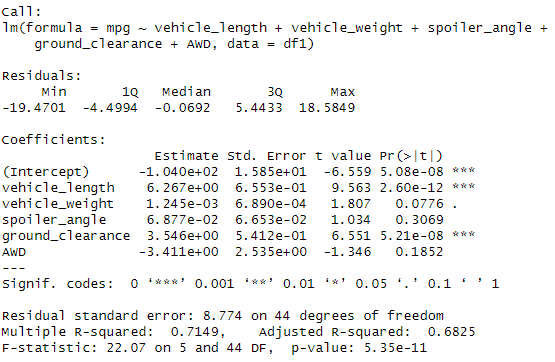 Call:
lm(formula = mpg ~ vehicle_length + vehicle_weight + spoiler_angle +
    ground_clearance + AWD, data = df1)
Residuals:
     Min       1Q   Median       3Q      Max
-19.4701  -4.4994  -0.0692   5.4433  18.5849
Coefficients:
                   Estimate Std. Error t value Pr(>|t|)
(Intercept)      -1.040e+02  1.585e+01  -6.559 5.08e-08 ***
vehicle_length    6.267e+00  6.553e-01   9.563 2.60e-12 ***
vehicle_weight    1.245e-03  6.890e-04   1.807   0.0776 .
spoiler_angle     6.877e-02  6.653e-02   1.034   0.3069
ground_clearance  3.546e+00  5.412e-01   6.551 5.21e-08 ***
AWD              -3.411e+00  2.535e+00  -1.346   0.1852
---
Signif. codes:  0 ‘***’ 0.001 ‘**’ 0.01 ‘*’ 0.05 ‘.’ 0.1 ‘ ’ 1
Residual standard error: 8.774 on 44 degrees of freedom
Multiple R-squared:  0.7149,    Adjusted R-squared:  0.6825
F-statistic: 22.07 on 5 and 44 DF,  p-value: 5.35e-11